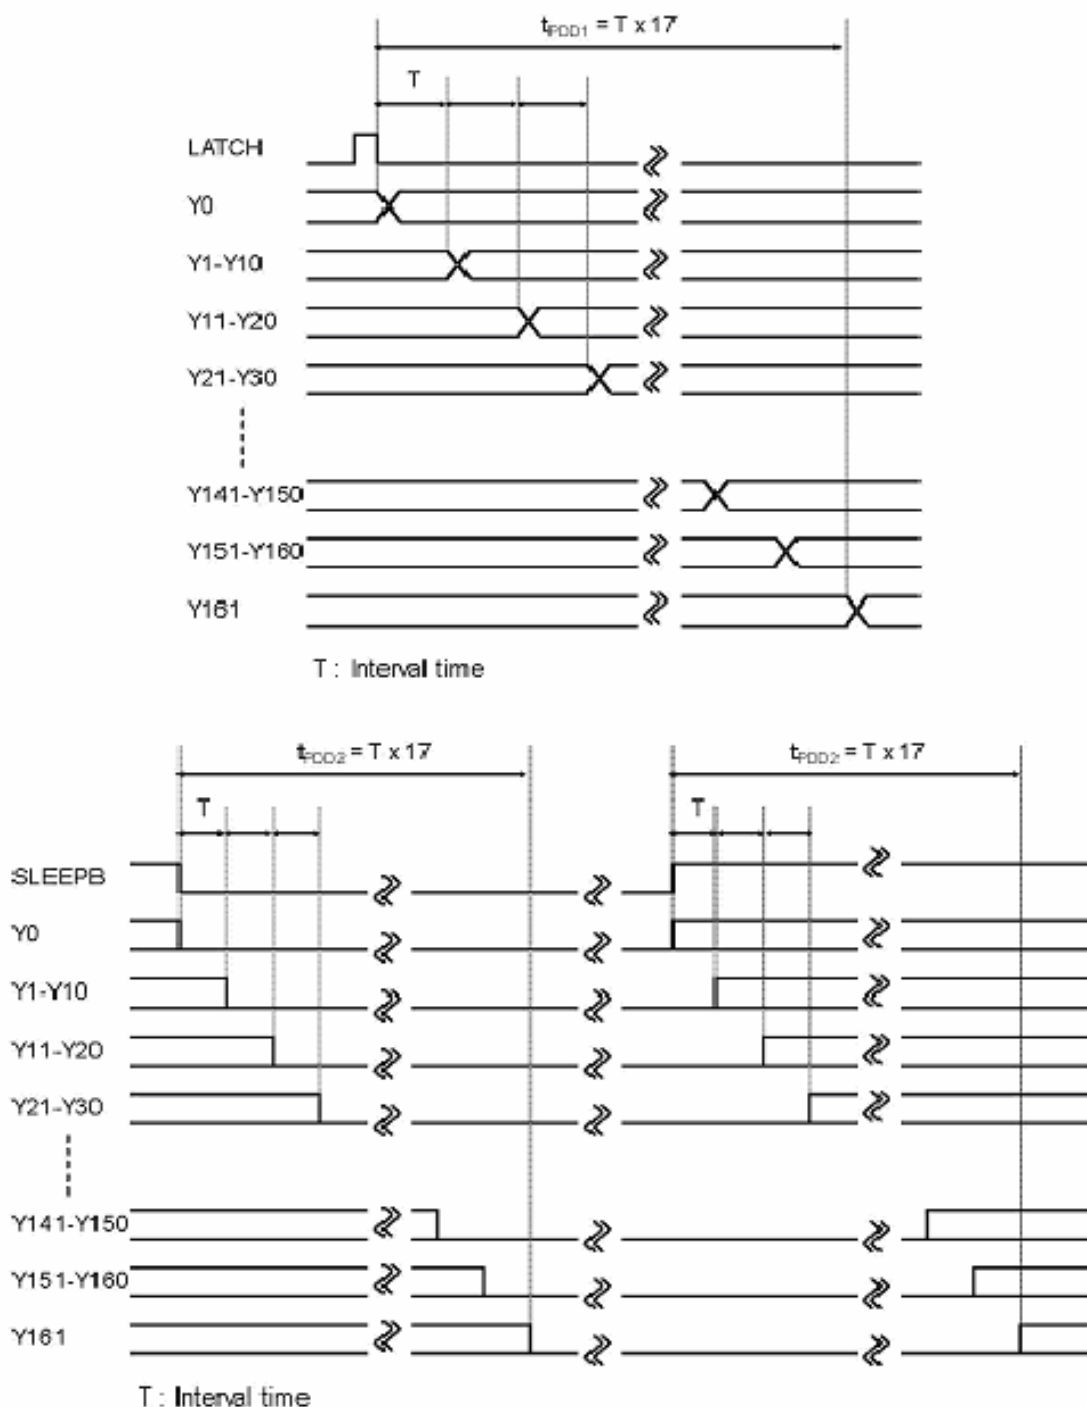 tPDD1 = T x 17
T
LATCH
Y0
Y1-Y10
Y11-Y20
Y21-Y30
Y141-Y150
Y151-Y160
Y161
T : Interval time
tPDD2 = T x 17 tPDD2 = T x 17
T T
SLEEPB
Y0
Y1-Y10
Y11-Y20
Y21-Y30
Y141-Y150
Y151-Y160
Y161
T : Interval time